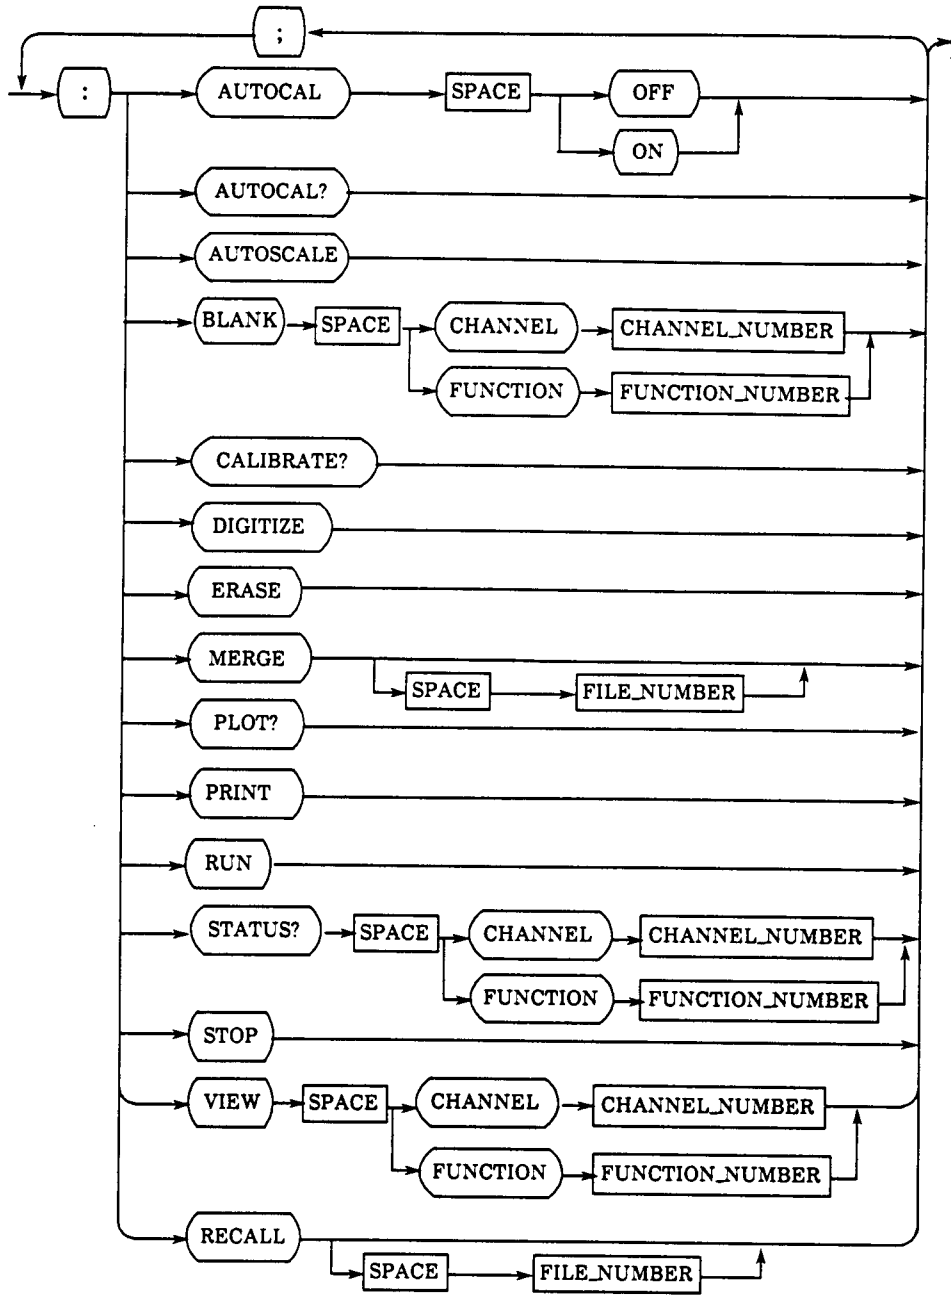 ;
: AUTOCAL SPACE OFF
ON
AUTOCAL?
AUTOSCALE
BLANK SPACE CHANNEL CHANNEL_NUMBER
FUNCTION FUNCTION_NUMBER
CALIBRATE?
DIGITIZE
ERASE
MERGE
SPACE FILE_NUMBER
PLOT?
PRINT
RUN
STATUS? SPACE CHANNEL CHANNEL_NUMBER
FUNCTION FUNCTION_NUMBER
STOP
VIEW SPACE CHANNEL CHANNEL_NUMBER
FUNCTION FUNCTION_NUMBER
RECALL
SPACE FILE_NUMBER